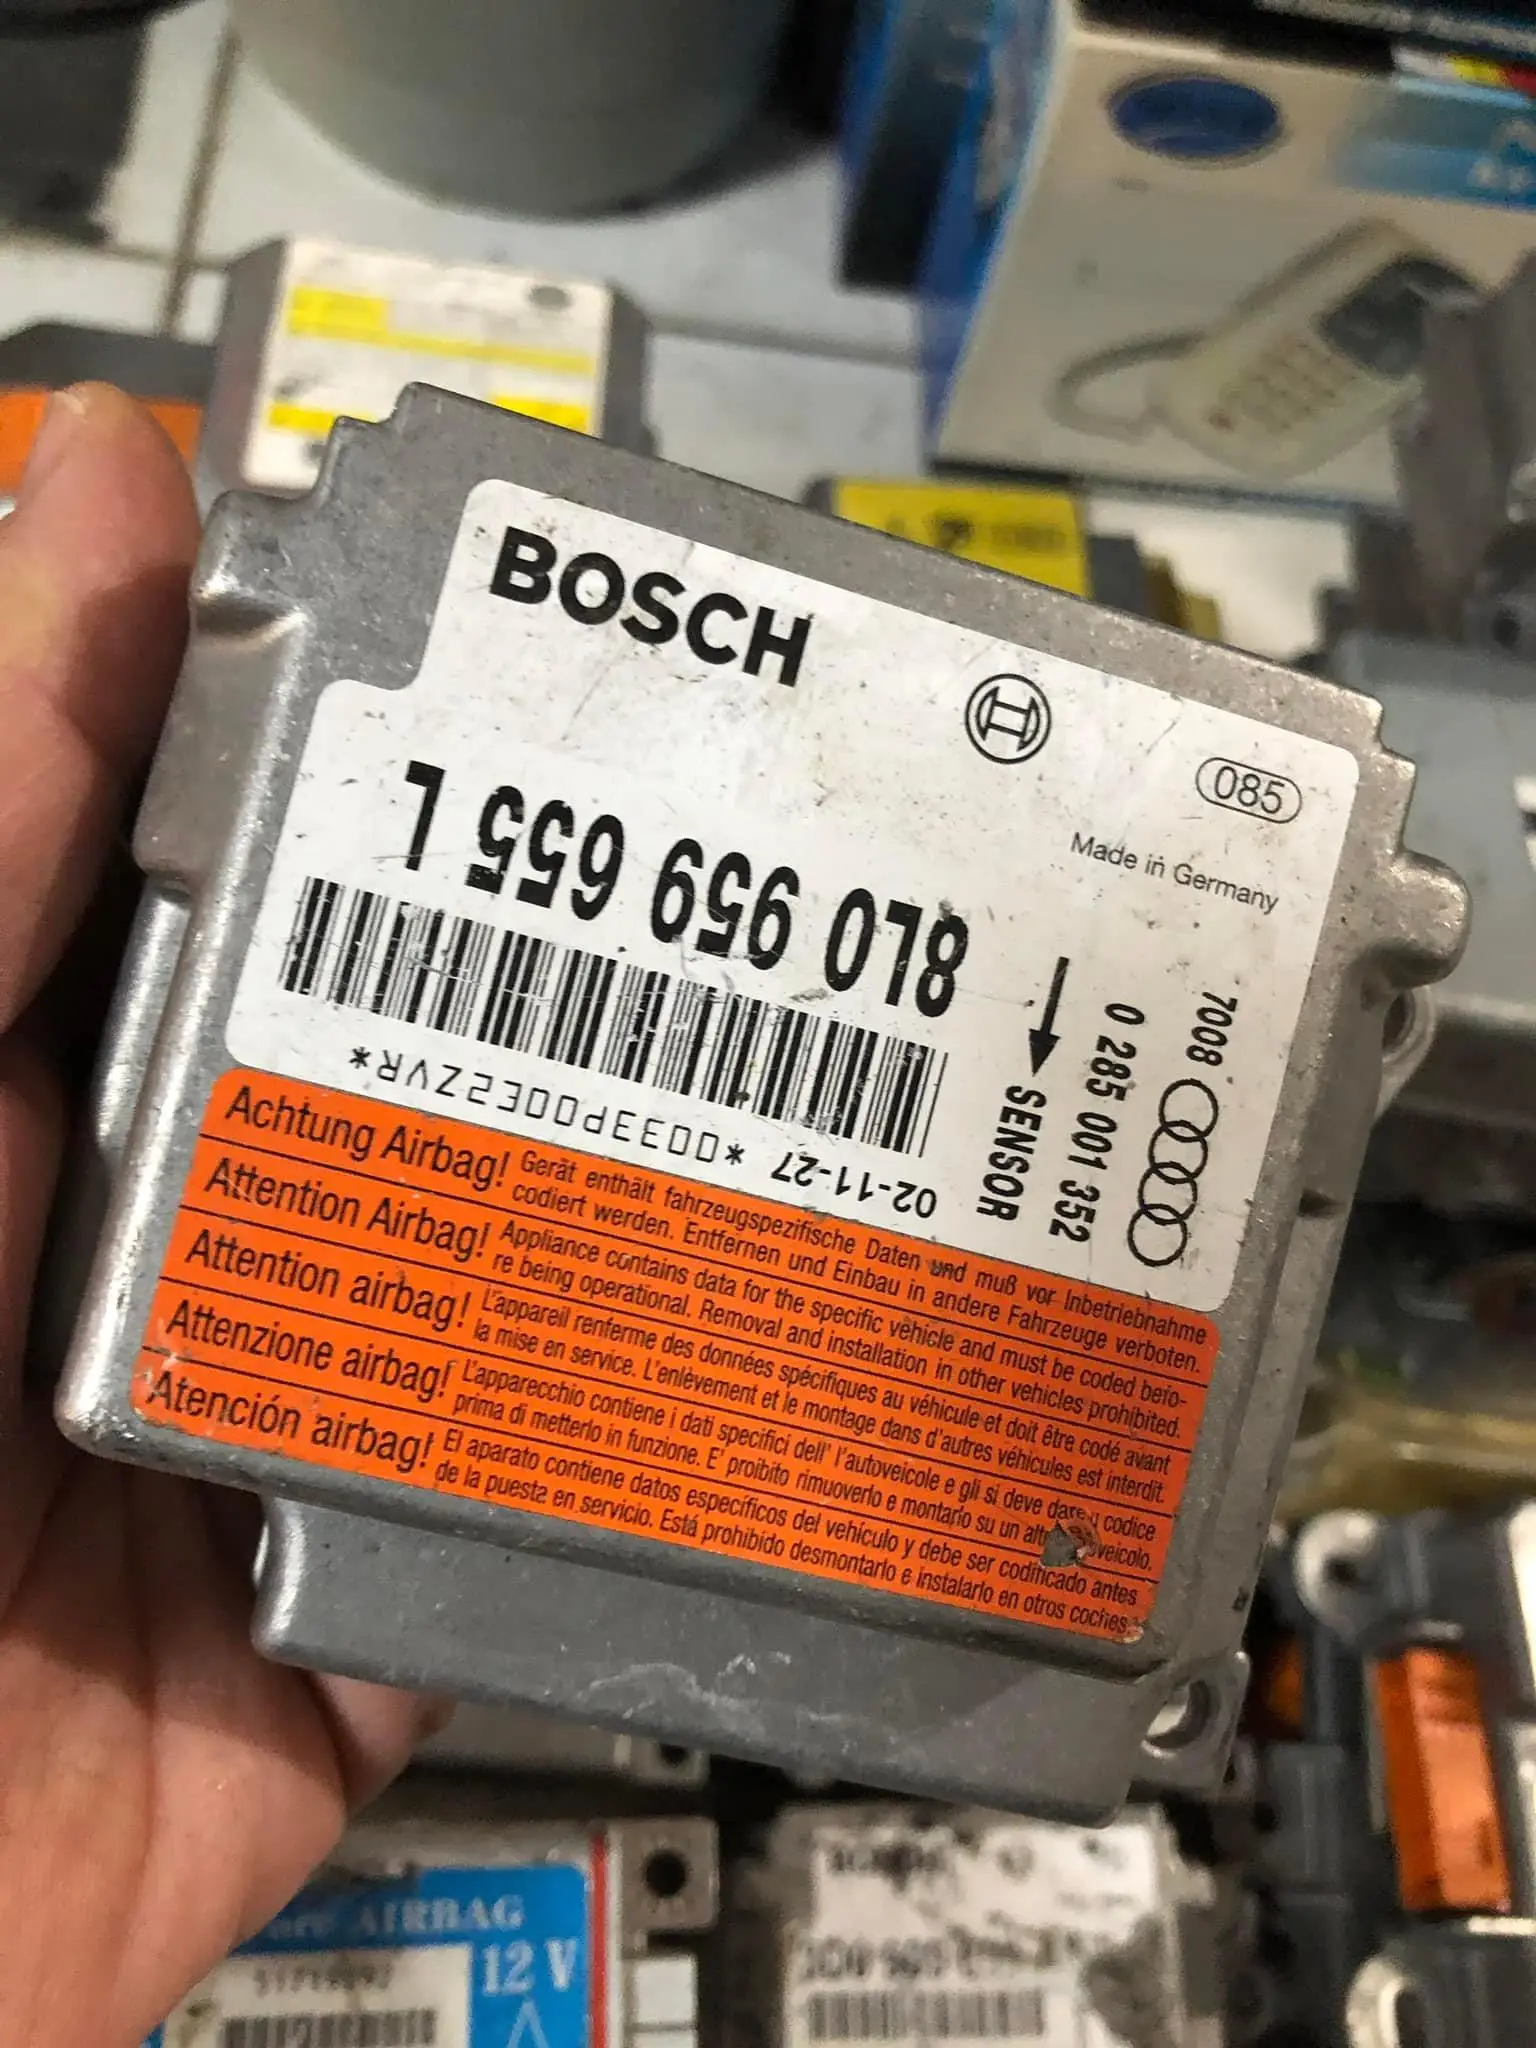 BOSCH
085
Made in Germany
8L0 959 655 L
7008
0 285 001 352
SENSOR
02-11-27
*0033P00E2ZVR*
Achtung Airbag! Gerät enthält fahrzeugspezifische Daten und muß vor Inbetriebnahme
codiert werden. Entfernen und Einbau in andere Fahrzeuge verboten.
Attention Airbag! Appliance contains data for the specific vehicle and must be coded befo-
re being operational. Removal and installation in other vehicles prohibited.
Attention airbag! L'appareil renferme des données spécifiques au véhicule et doit être codé avant
la mise en service. L'enlèvement et le montage dans d'autres véhicules est interdit.
Attenzione airbag! L'apparecchio contiene i dati specifici dell' l'autoveicole e gli si deve dare codice
prima di metterlo in funzione. E' proibito rimuoverlo e montarlo su un
Atención airbag! El aparato contiene datos específicos del vehículo y debe ser codificado antes
de la puesta en servicio. Está prohibido desmontarlo e instalarlo en otros coches.
AIRBAG
12 V